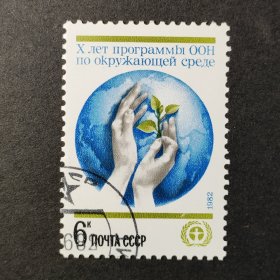 X лет программы ООН
по окружающей среде
1982
6к ПОЧТА СССР